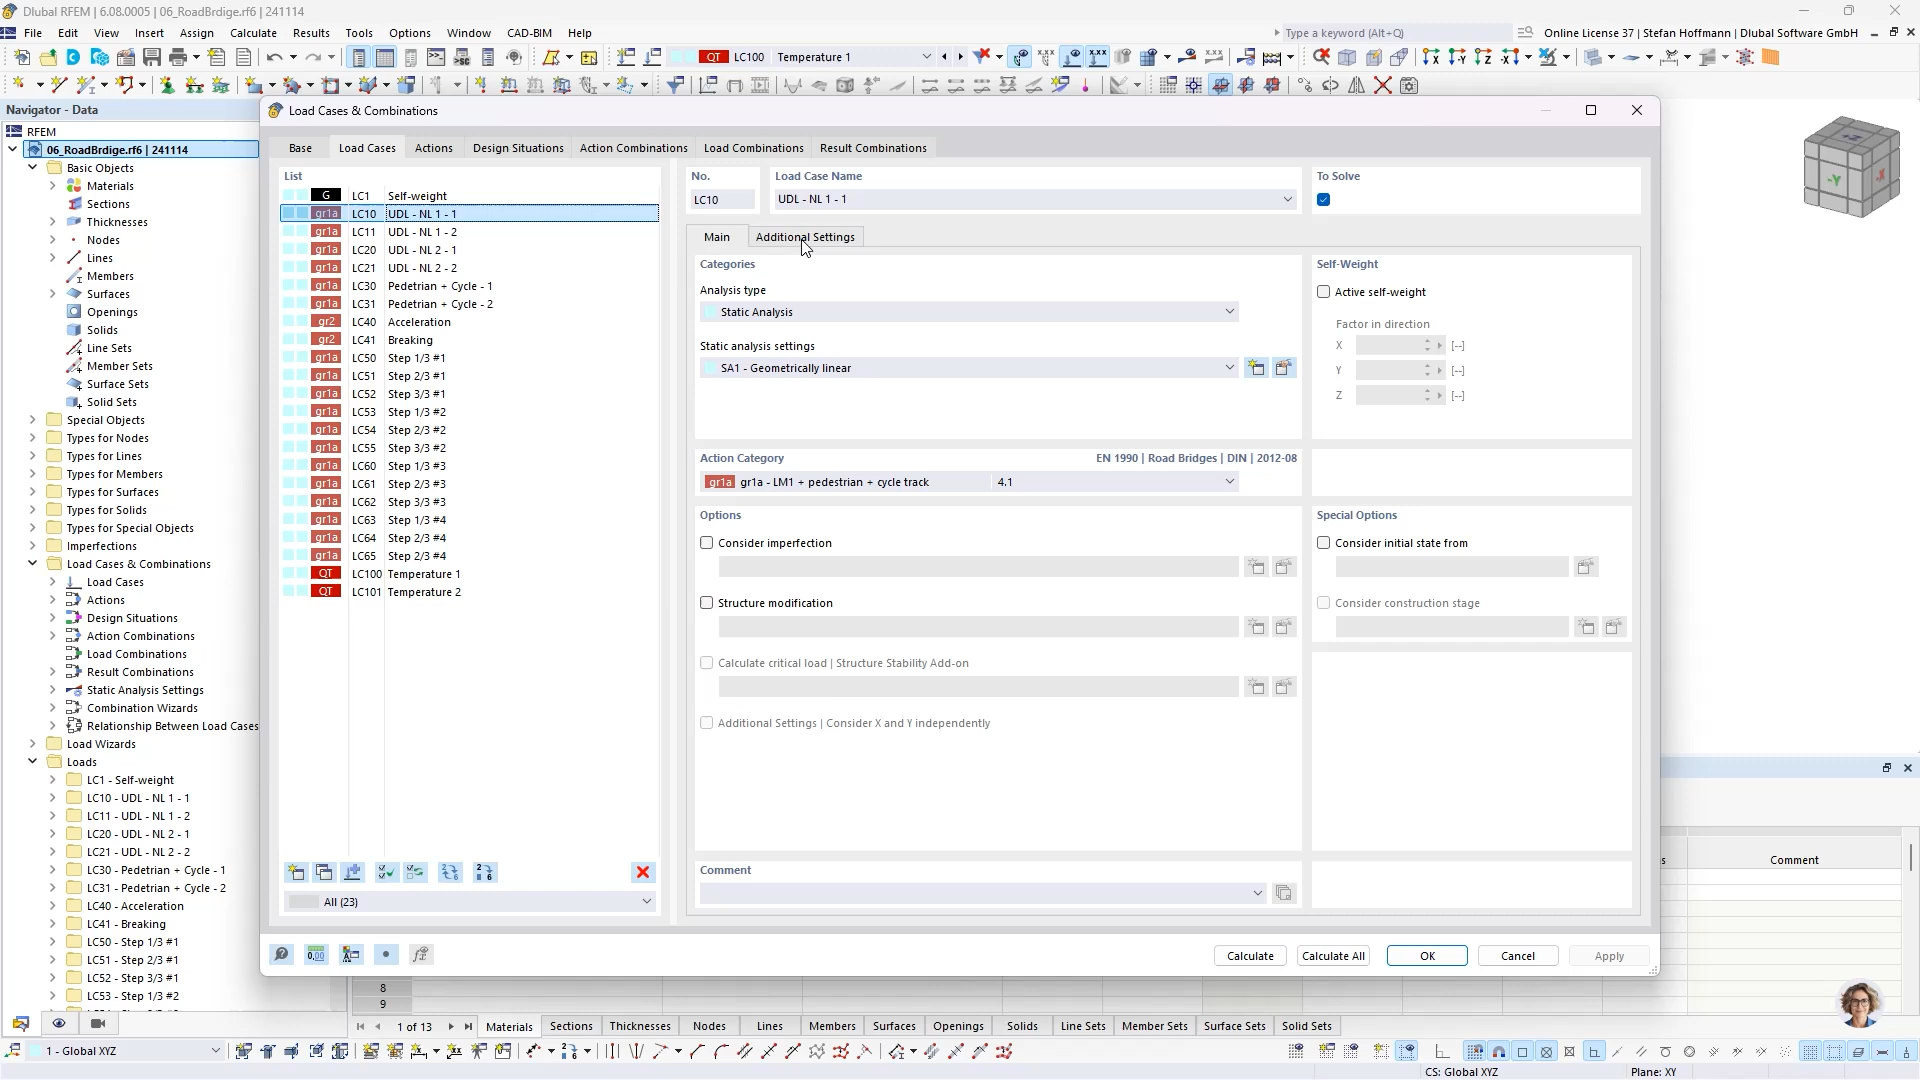 Dlubal RFEM | 6.08.0005 | 06_RoadBrdige.rf6 | 241114
File Edit View Insert Assign Calculate Results Tools Options Window CAD-BIM Help
Type a keyword (Alt+Q)
Online License 37 | Stefan Hoffmann | Dlubal Software GmbH
QT LC100 Temperature 1
Navigator - Data
RFEM
06_RoadBrdige.rf6 | 241114
Basic Objects
Materials
Sections
Thicknesses
Nodes
Lines
Members
Surfaces
Openings
Solids
Line Sets
Member Sets
Surface Sets
Solid Sets
Special Objects
Types for Nodes
Types for Lines
Types for Members
Types for Surfaces
Types for Solids
Types for Special Objects
Imperfections
Load Cases & Combinations
Load Cases
Actions
Design Situations
Action Combinations
Load Combinations
Result Combinations
Static Analysis Settings
Combination Wizards
Relationship Between Load Cases
Load Wizards
Loads
LC1 - Self-weight
LC10 - UDL - NL 1 - 1
LC11 - UDL - NL 1 - 2
LC20 - UDL - NL 2 - 1
LC21 - UDL - NL 2 - 2
LC30 - Pedetrian + Cycle - 1
LC31 - Pedetrian + Cycle - 2
LC40 - Acceleration
LC41 - Breaking
LC50 - Step 1/3 #1
LC51 - Step 2/3 #1
LC52 - Step 3/3 #1
LC53 - Step 1/3 #2
Load Cases & Combinations
Base Load Cases Actions Design Situations Action Combinations Load Combinations Result Combinations
List
G LC1 Self-weight
gr1a LC10 UDL - NL 1 - 1
gr1a LC11 UDL - NL 1 - 2
gr1a LC20 UDL - NL 2 - 1
gr1a LC21 UDL - NL 2 - 2
gr1a LC30 Pedetrian + Cycle - 1
gr1a LC31 Pedetrian + Cycle - 2
gr2 LC40 Acceleration
gr2 LC41 Breaking
gr1a LC50 Step 1/3 #1
gr1a LC51 Step 2/3 #1
gr1a LC52 Step 3/3 #1
gr1a LC53 Step 1/3 #2
gr1a LC54 Step 2/3 #2
gr1a LC55 Step 3/3 #2
gr1a LC60 Step 1/3 #3
gr1a LC61 Step 2/3 #3
gr1a LC62 Step 3/3 #3
gr1a LC63 Step 1/3 #4
gr1a LC64 Step 2/3 #4
gr1a LC65 Step 2/3 #4
QT LC100 Temperature 1
QT LC101 Temperature 2
All (23)
No. Load Case Name To Solve
LC10 UDL - NL 1 - 1
Main Additional Settings
Categories
Analysis type
Static Analysis
Static analysis settings
SA1 - Geometrically linear
Self-Weight
Active self-weight
Factor in direction
X [--]
Y [--]
Z [--]
Action Category EN 1990 | Road Bridges | DIN | 2012-08
gr1a gr1a - LM1 + pedestrian + cycle track 4.1
Options
Consider imperfection
Structure modification
Calculate critical load | Structure Stability Add-on
Additional Settings | Consider X and Y independently
Special Options
Consider initial state from
Consider construction stage
Comment
Calculate Calculate All OK Cancel Apply
-Y -X
s Comment
8
9
1 of 13 Materials Sections Thicknesses Nodes Lines Members Surfaces Openings Solids Line Sets Member Sets Surface Sets Solid Sets
1 - Global XYZ
CS: Global XYZ Plane: XY